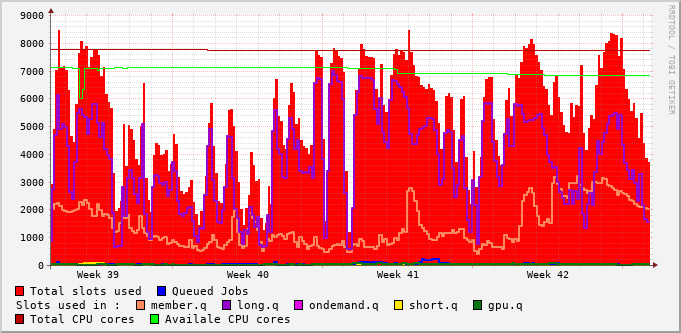 RRDTOOL / TOBI OETIKER
9000
8000
7000
6000
5000
4000
3000
2000
1000
0
Week 39 Week 40 Week 41 Week 42
Total slots used Queued Jobs
Slots used in : member.q long.q ondemand.q short.q gpu.q
Total CPU cores Availale CPU cores